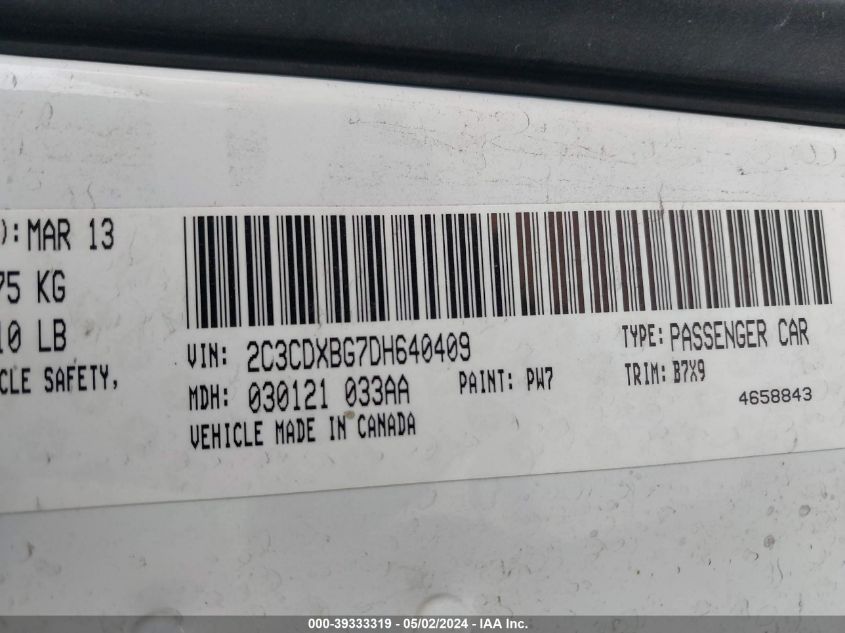 ): MAR 13
75 KG
10 LB
CLE SAFETY,
VIN: 2C3CDXBG7DH640409
TYPE: PASSENGER CAR
MDH: 030121 033AA
PAINT: PW7
TRIM: B7X9
VEHICLE MADE IN CANADA
4658843
000-39333319 - 05/02/2024 - IAA Inc.